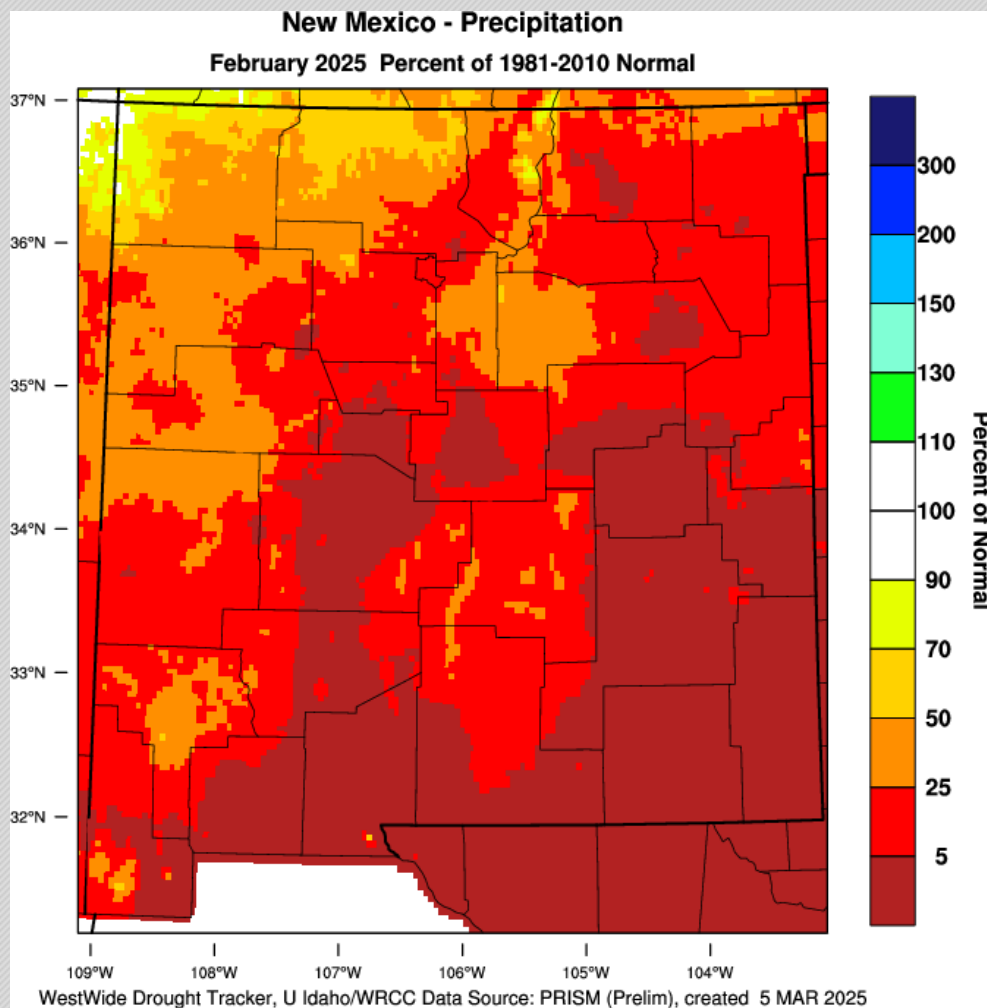 New Mexico - Precipitation
February 2025 Percent of 1981-2010 Normal
37°N
36°N
35°N
34°N
33°N
32°N
109°W
108°W
107°W
106°W
105°W
104°W
300
200
150
130
110
100
90
70
50
25
5
Percent of Normal
WestWide Drought Tracker, U Idaho/WRCC Data Source: PRISM (Prelim), created 5 MAR 2025